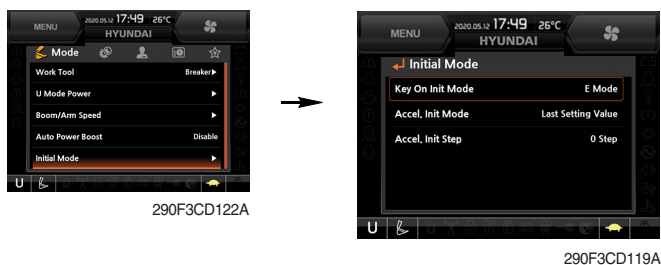 MENU
2020.05.12 17:49 26°C
HYUNDAI
Mode
Work Tool Breaker▶
U Mode Power ▶
Boom/Arm Speed ▶
Auto Power Boost Disable
Initial Mode ▶
U
290F3CD122A
MENU
2020.05.12 17:49 26°C
HYUNDAI
Initial Mode
Key On Init Mode E Mode
Accel. Init Mode Last Setting Value
Accel. Init Step 0 Step
U
290F3CD119A